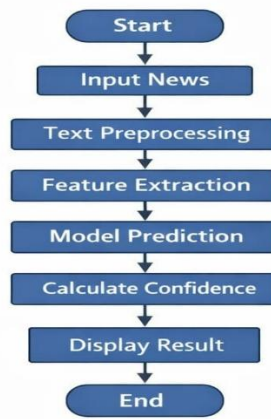 Start
Input News
Text Preprocessing
Feature Extraction
Model Prediction
Calculate Confidence
Display Result
End